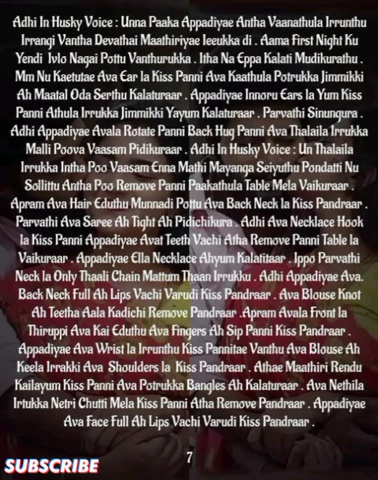 Adhi In Husky Voice : Unna Paaka Appadiyae Antha Vaanathula Irrunthu
Irrangi Vantha Devathai Maathiriyae Ieeukka di . Aama First Night Ku
Yendi Ivlo Nagai Pottu Vanthurukka . Itha Na Eppa Kalati Mudikurathu .
Mm Nu Kaetutae Ava Ear la Kiss Panni Ava Kaathula Potrukka Jimmikki
Ah Maatal Oda Serthu Kalaturaar . Appadiyae Innoru Ears la Yum Kiss
Panni Athula Irrukka Jimmikki Yayum Kalaturaar . Parvathi Sinungura .
Adhi Appadiyae Avala Rotate Panni Back Hug Panni Ava Thalaila Irrukka
Malli Poova Vaasam Pidikuraar . Adhi In Husky Voice : Un Thalaila
Irrukka Intha Poo Vaasam Enna Mathi Mayanga Seiyuthu Pondatti Nu
Sollittu Antha Poo Remove Panni Paakathula Table Mela Vaikuraar .
Apram Ava Hair Eduthu Munnadi Pottu Ava Back Neck la Kiss Pandraar .
Parvathi Ava Saree Ah Tight Ah Pidichikura . Adhi Ava Necklace Hook
la Kiss Panni Appadiyae Avat Teeth Vachi Atha Remove Panni Table la
Vaikuraar . Appadiyae Ella Necklace Ahyum Kalatitaar . Ippo Parvathi
Neck la Only Thaali Chain Mattum Thaan Irrukku . Adhi Appadiyae Ava.
Back Neck Full Ah Lips Vachi Varudi Kiss Pandraar . Ava Blouse Knot
Ah Teetha Aala Kadichi Remove Pandraar .Apram Avala Front la
Thiruppi Ava Kai Eduthu Ava Fingers Ah Sip Panni Kiss Pandraar .
Appadiyae Ava Wrist la Irrunthu Kiss Pannitae Vanthu Ava Blouse Ah
Keela Irrakki Ava Shoulders la Kiss Pandraar . Athae Maathiri Rendu
Kailayum Kiss Panni Ava Potrukka Bangles Ah Kalaturaar . Ava Nethila
Irtukka Netri Chutti Mela Kiss Panni Atha Remove Pandraar . Appadiyae
Ava Face Full Ah Lips Vachi Varudi Kiss Pandraar .
7
SUBSCRIBE